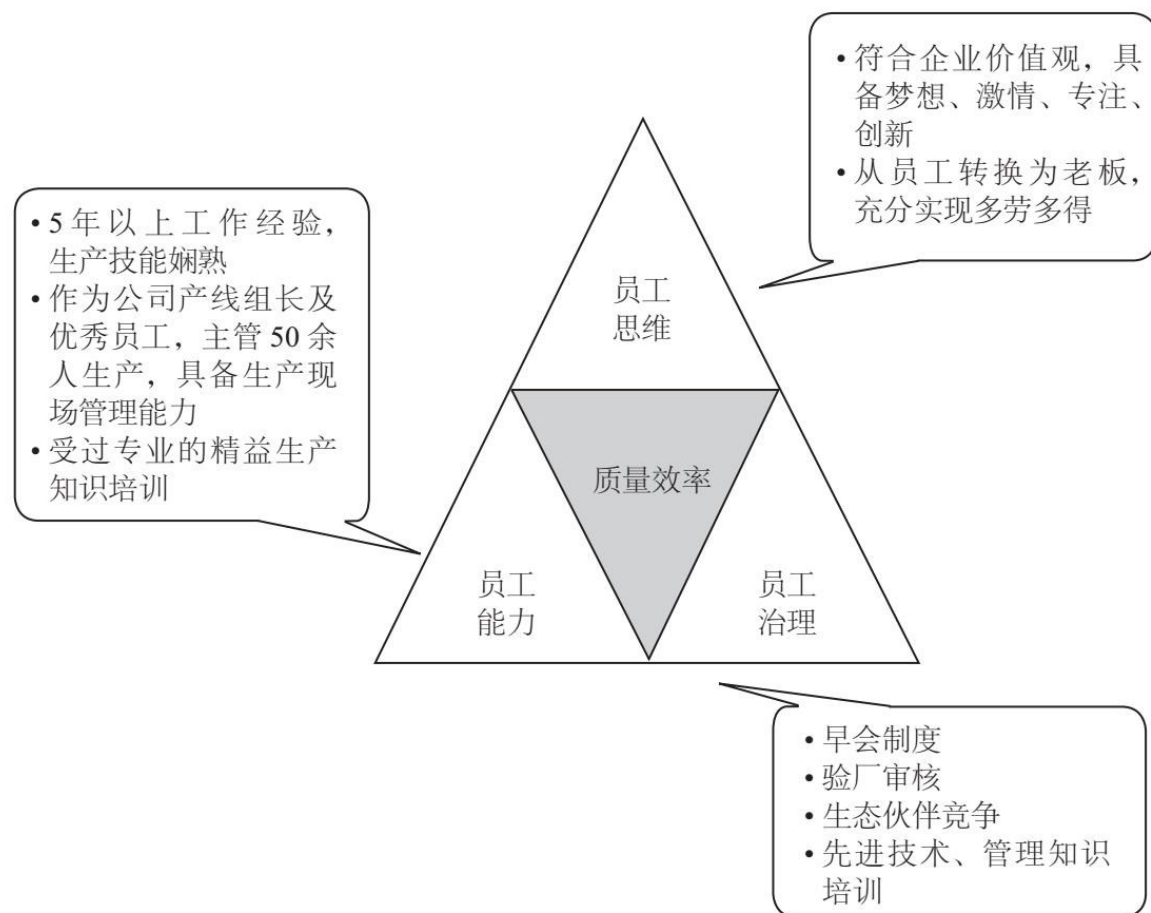 • 符合企业价值观，具
备梦想、激情、专注、
创新
• 从员工转换为老板，
充分实现多劳多得
• 5 年以上工作经验，
生产技能娴熟
• 作为公司产线组长及
优秀员工，主管 50 余
人生产，具备生产现
场管理能力
• 受过专业的精益生产
知识培训
员工
思维
质量效率
员工
能力
员工
治理
• 早会制度
• 验厂审核
• 生态伙伴竞争
• 先进技术、管理知识
培训